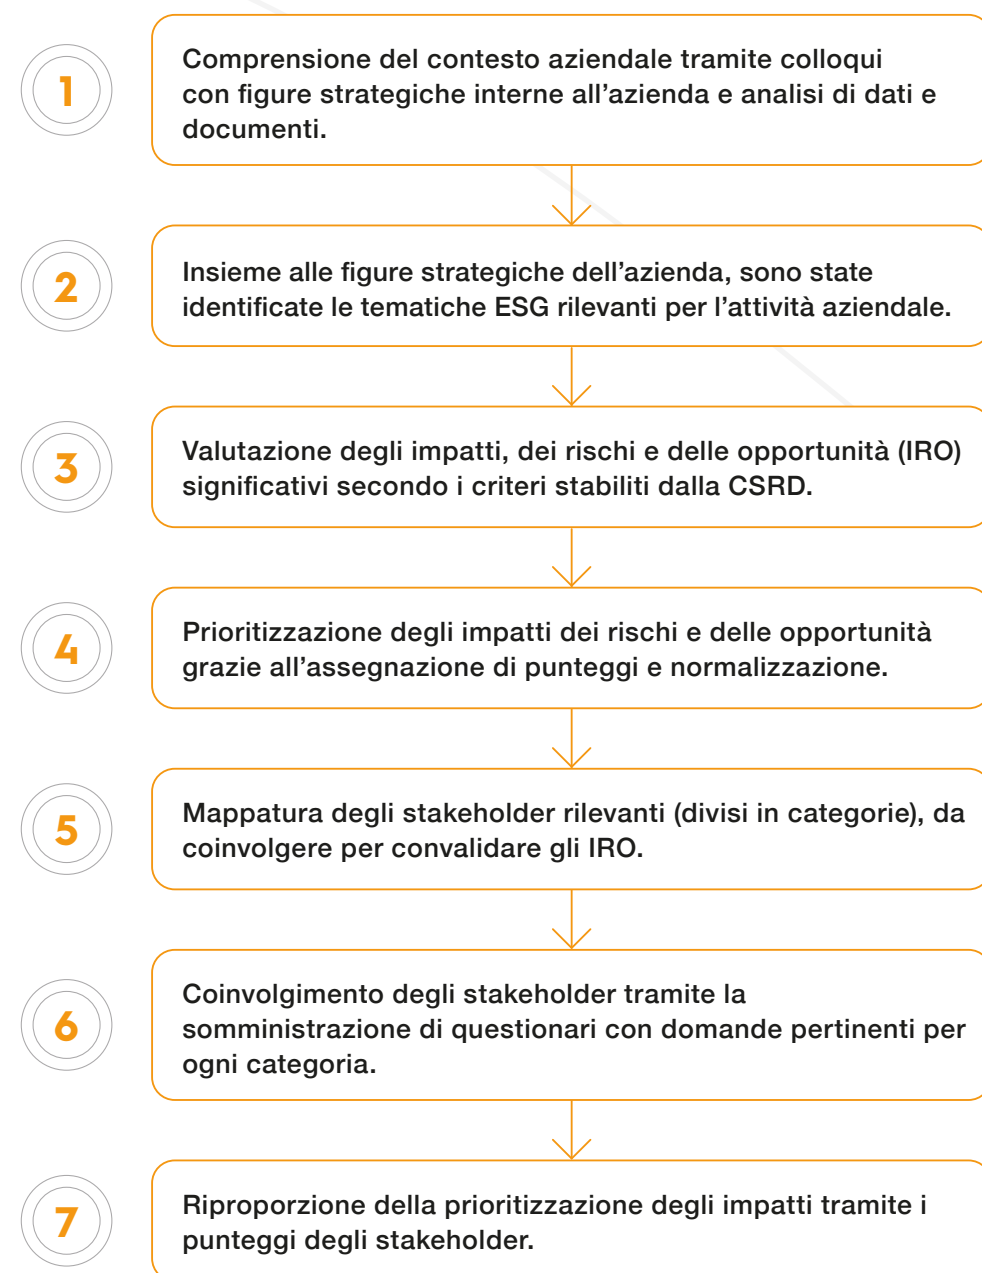 1
Comprensione del contesto aziendale tramite colloqui
con figure strategiche interne all’azienda e analisi di dati e
documenti.
2
Insieme alle figure strategiche dell’azienda, sono state
identificate le tematiche ESG rilevanti per l’attività aziendale.
3
Valutazione degli impatti, dei rischi e delle opportunità (IRO)
significativi secondo i criteri stabiliti dalla CSRD.
4
Prioritizzazione degli impatti dei rischi e delle opportunità
grazie all’assegnazione di punteggi e normalizzazione.
5
Mappatura degli stakeholder rilevanti (divisi in categorie), da
coinvolgere per convalidare gli IRO.
6
Coinvolgimento degli stakeholder tramite la
somministrazione di questionari con domande pertinenti per
ogni categoria.
7
Riproporzione della prioritizzazione degli impatti tramite i
punteggi degli stakeholder.